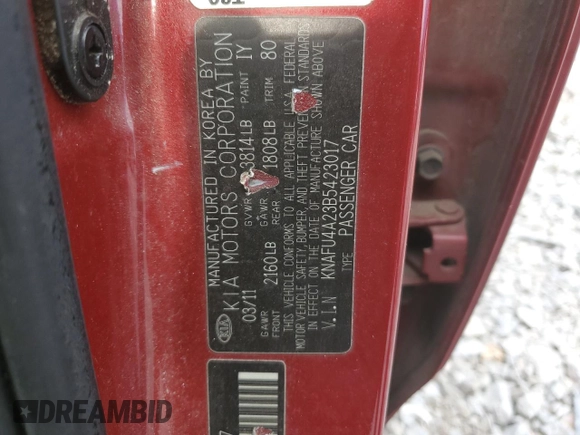 MANUFACTURED IN KOREA BY
KIA MOTORS CORPORATION
03/11 GVWR 3814LB PAINT IY
GAWR FRONT 2160LB GAWR REAR 1808LB TRIM 80
THIS VEHICLE CONFORMS TO ALL APPLICABLE U.S.A FEDERAL
MOTOR VEHICLE SAFETY, BUMPER, AND THEFT PREVENTION STANDARDS
IN EFFECT ON THE DATE OF MANUFACTURE SHOWN ABOVE
V.I.N KNAFU4A23B5423017
TYPE PASSENGER CAR
KIA
DREAMBID